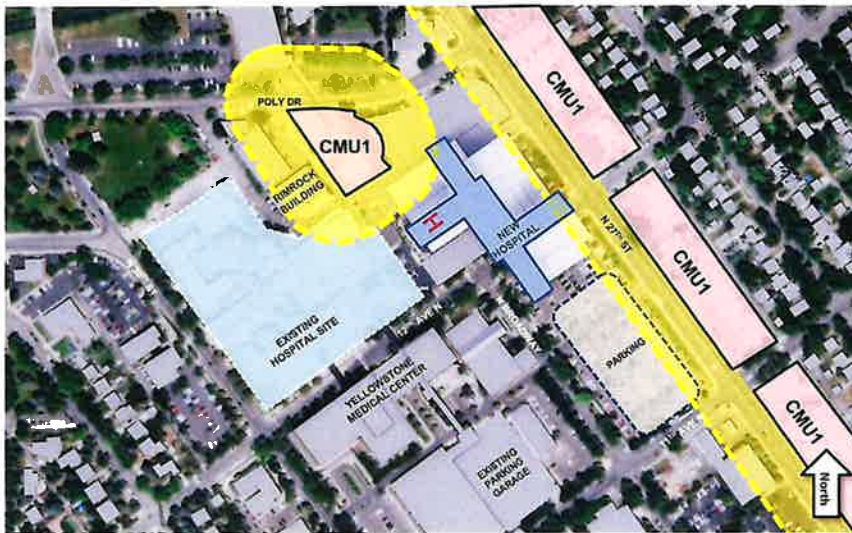 CMU1
POLY DR
CMU1
RIMROCK
BUILDING
H
NEW
HOSPITAL
N 27TH ST
CMU1
EXISTING
HOSPITAL SITE
BROADWAY
PARKING
YELLOWSTONE
MEDICAL CENTER
CMU1
EXISTING
PARKING
GARAGE
North